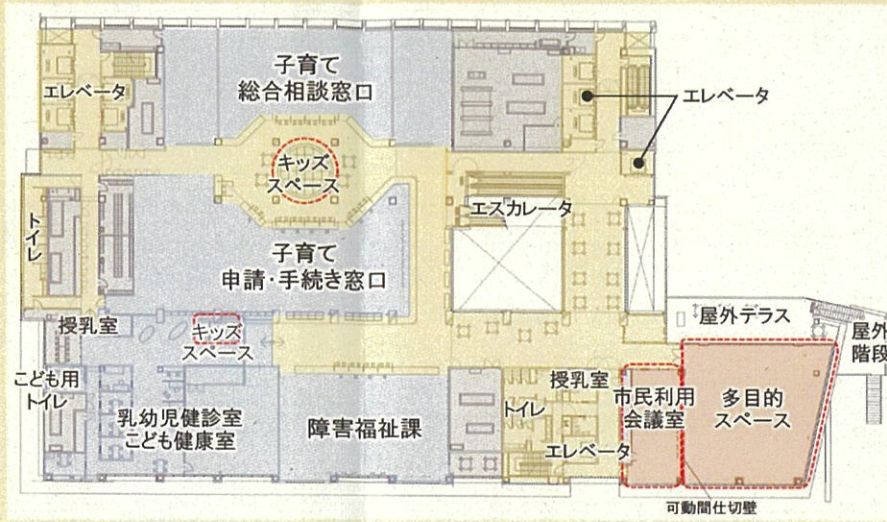 子育て
総合相談窓口
エレベータ
エレベータ
キッズ
スペース
エスカレータ
トイレ
子育て
申請・手続き窓口
授乳室
キッズ
スペース
屋外テラス
屋外
階段
こども用
トイレ
乳幼児健診室
こども健康室
障害福祉課
トイレ
授乳室
エレベータ
市民利用
会議室
多目的
スペース
可動間仕切壁